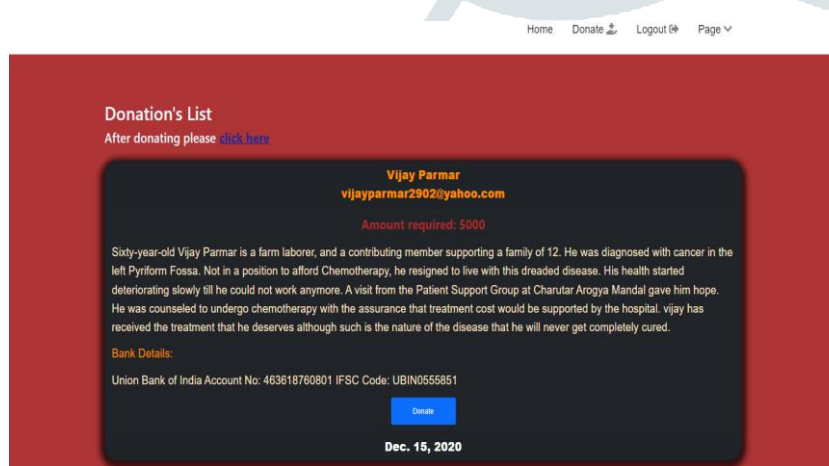 Home Donate Logout Page
Donation's List
After donating please click here
Vijay Parmar
vijayparmar2902@yahoo.com
Amount required: 5000
Sixty-year-old Vijay Parmar is a farm laborer, and a contributing member supporting a family of 12. He was diagnosed with cancer in the
left Pyriform Fossa. Not in a position to afford Chemotherapy, he resigned to live with this dreaded disease. His health started
deteriorating slowly till he could not work anymore. A visit from the Patient Support Group at Charutar Arogya Mandal gave him hope.
He was counseled to undergo chemotherapy with the assurance that treatment cost would be supported by the hospital. vijay has
received the treatment that he deserves although such is the nature of the disease that he will never get completely cured.
Bank Details:
Union Bank of India Account No: 463618760801 IFSC Code: UBIN0555851
Donate
Dec. 15, 2020